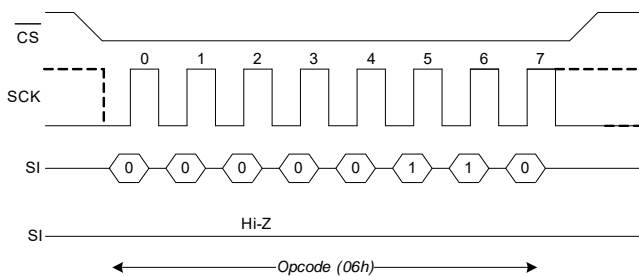 CS
0 1 2 3 4 5 6 7
SCK
SI 0 0 0 0 0 1 1 0
Hi-Z
SI
Opcode (06h)